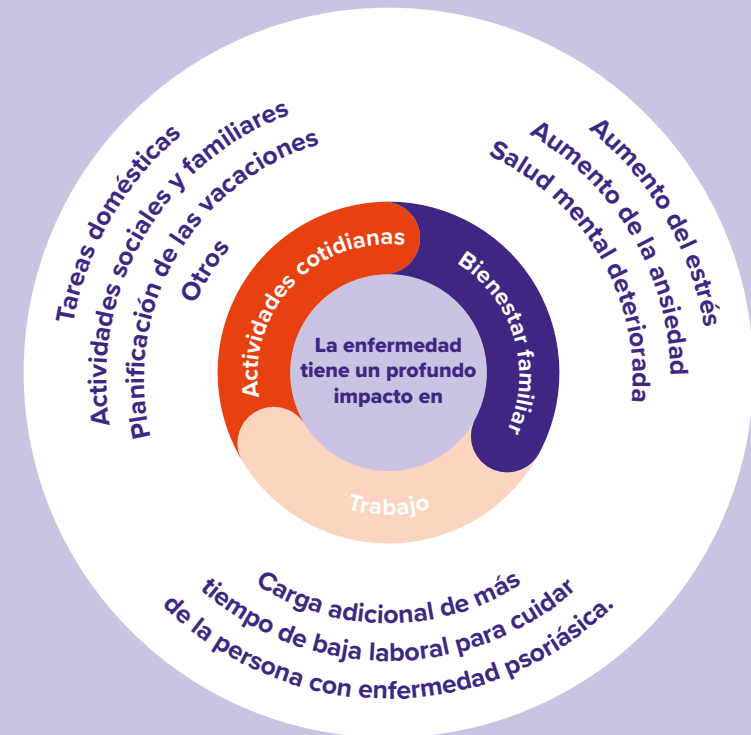 La enfermedad
tiene un profundo
impacto en
Actividades cotidianas
Tareas domésticas
Actividades sociales y familiares
Planificación de las vacaciones
Otros
Bienestar familiar
Aumento del estrés
Aumento de la ansiedad
Salud mental deteriorada
Trabajo
Carga adicional de más
tiempo de baja laboral para cuidar
de la persona con enfermedad psoriásica.